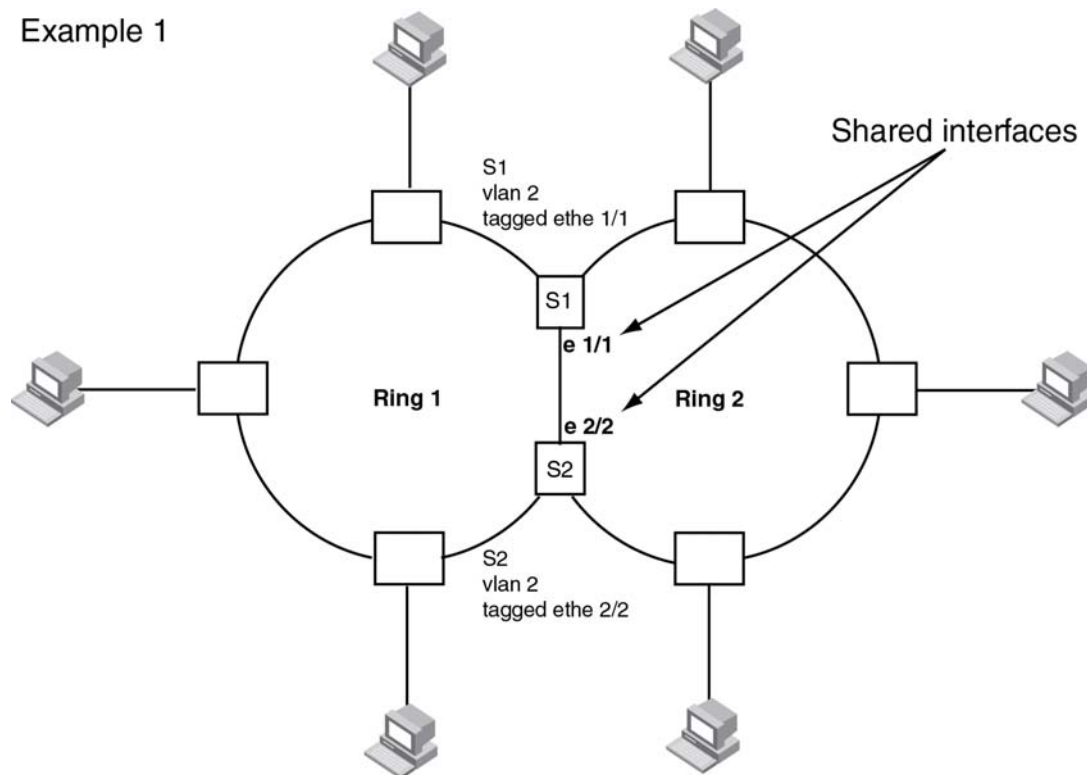 Example 1
Shared interfaces
S1
vlan 2
tagged ethe 1/1
S1
e 1/1
Ring 1
Ring 2
e 2/2
S2
S2
vlan 2
tagged ethe 2/2